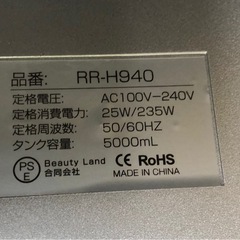 品番: RR-H940
定格電圧: AC100V-240V
定格消費電力: 25W/235W
定格周波数: 50/60HZ
タンク容量: 5000mL
PSE Beauty Land 合同会社 CE RoHS
MADE IN CHINA